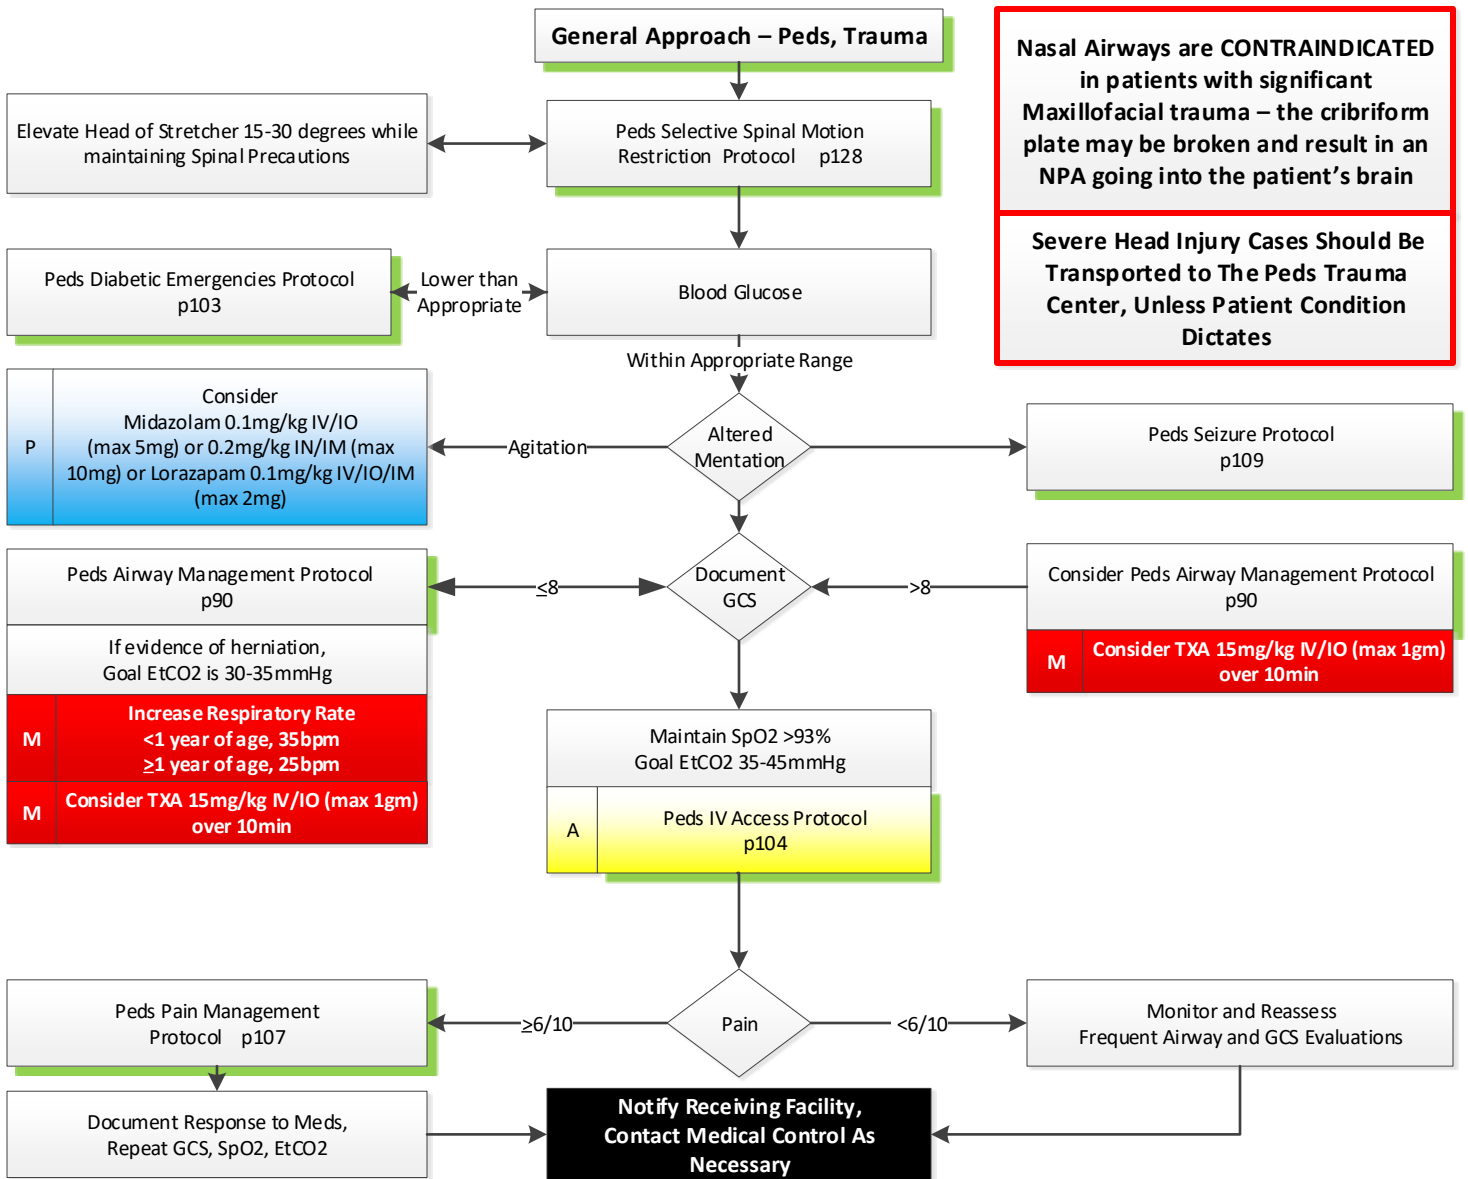 General Approach – Peds, Trauma
Nasal Airways are CONTRAINDICATED
in patients with significant
Maxillofacial trauma – the cribriform
plate may be broken and result in an
NPA going into the patient's brain
Severe Head Injury Cases Should Be
Transported to The Peds Trauma
Center, Unless Patient Condition
Dictates
Elevate Head of Stretcher 15-30 degrees while
maintaining Spinal Precautions
Peds Selective Spinal Motion
Restriction Protocol p128
Peds Diabetic Emergencies Protocol
p103
Lower than
Appropriate
Blood Glucose
Within Appropriate Range
P
Consider
Midazolam 0.1mg/kg IV/IO
(max 5mg) or 0.2mg/kg IN/IM (max
10mg) or Lorazapam 0.1mg/kg IV/IO/IM
(max 2mg)
Agitation
Altered
Mentation
Peds Seizure Protocol
p109
Peds Airway Management Protocol
p90
≤8
Document
GCS
>8
Consider Peds Airway Management Protocol
p90
M
Consider TXA 15mg/kg IV/IO (max 1gm)
over 10min
If evidence of herniation,
Goal EtCO2 is 30-35mmHg
M
Increase Respiratory Rate
<1 year of age, 35bpm
≥1 year of age, 25bpm
M
Consider TXA 15mg/kg IV/IO (max 1gm)
over 10min
Maintain SpO2 >93%
Goal EtCO2 35-45mmHg
A
Peds IV Access Protocol
p104
Peds Pain Management
Protocol p107
≥6/10
Pain
<6/10
Monitor and Reassess
Frequent Airway and GCS Evaluations
Document Response to Meds,
Repeat GCS, SpO2, EtCO2
Notify Receiving Facility,
Contact Medical Control As
Necessary